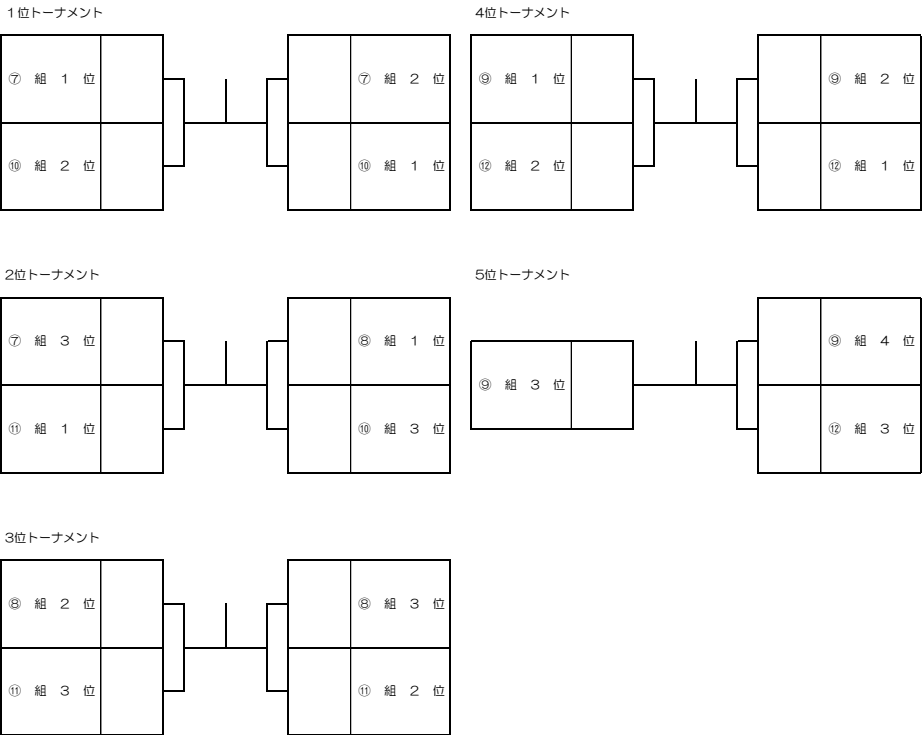 １位トーナメント
⑦ 組 １ 位
⑦ 組 ２ 位
⑩ 組 ２ 位
⑩ 組 １ 位
4位トーナメント
⑨ 組 １ 位
⑨ 組 ２ 位
⑫ 組 ２ 位
⑫ 組 １ 位
2位トーナメント
⑦ 組 ３ 位
⑧ 組 １ 位
⑪ 組 １ 位
⑩ 組 ３ 位
5位トーナメント
⑨ 組 ４ 位
⑨ 組 ３ 位
⑫ 組 ３ 位
3位トーナメント
⑧ 組 ２ 位
⑧ 組 ３ 位
⑪ 組 ３ 位
⑪ 組 ２ 位